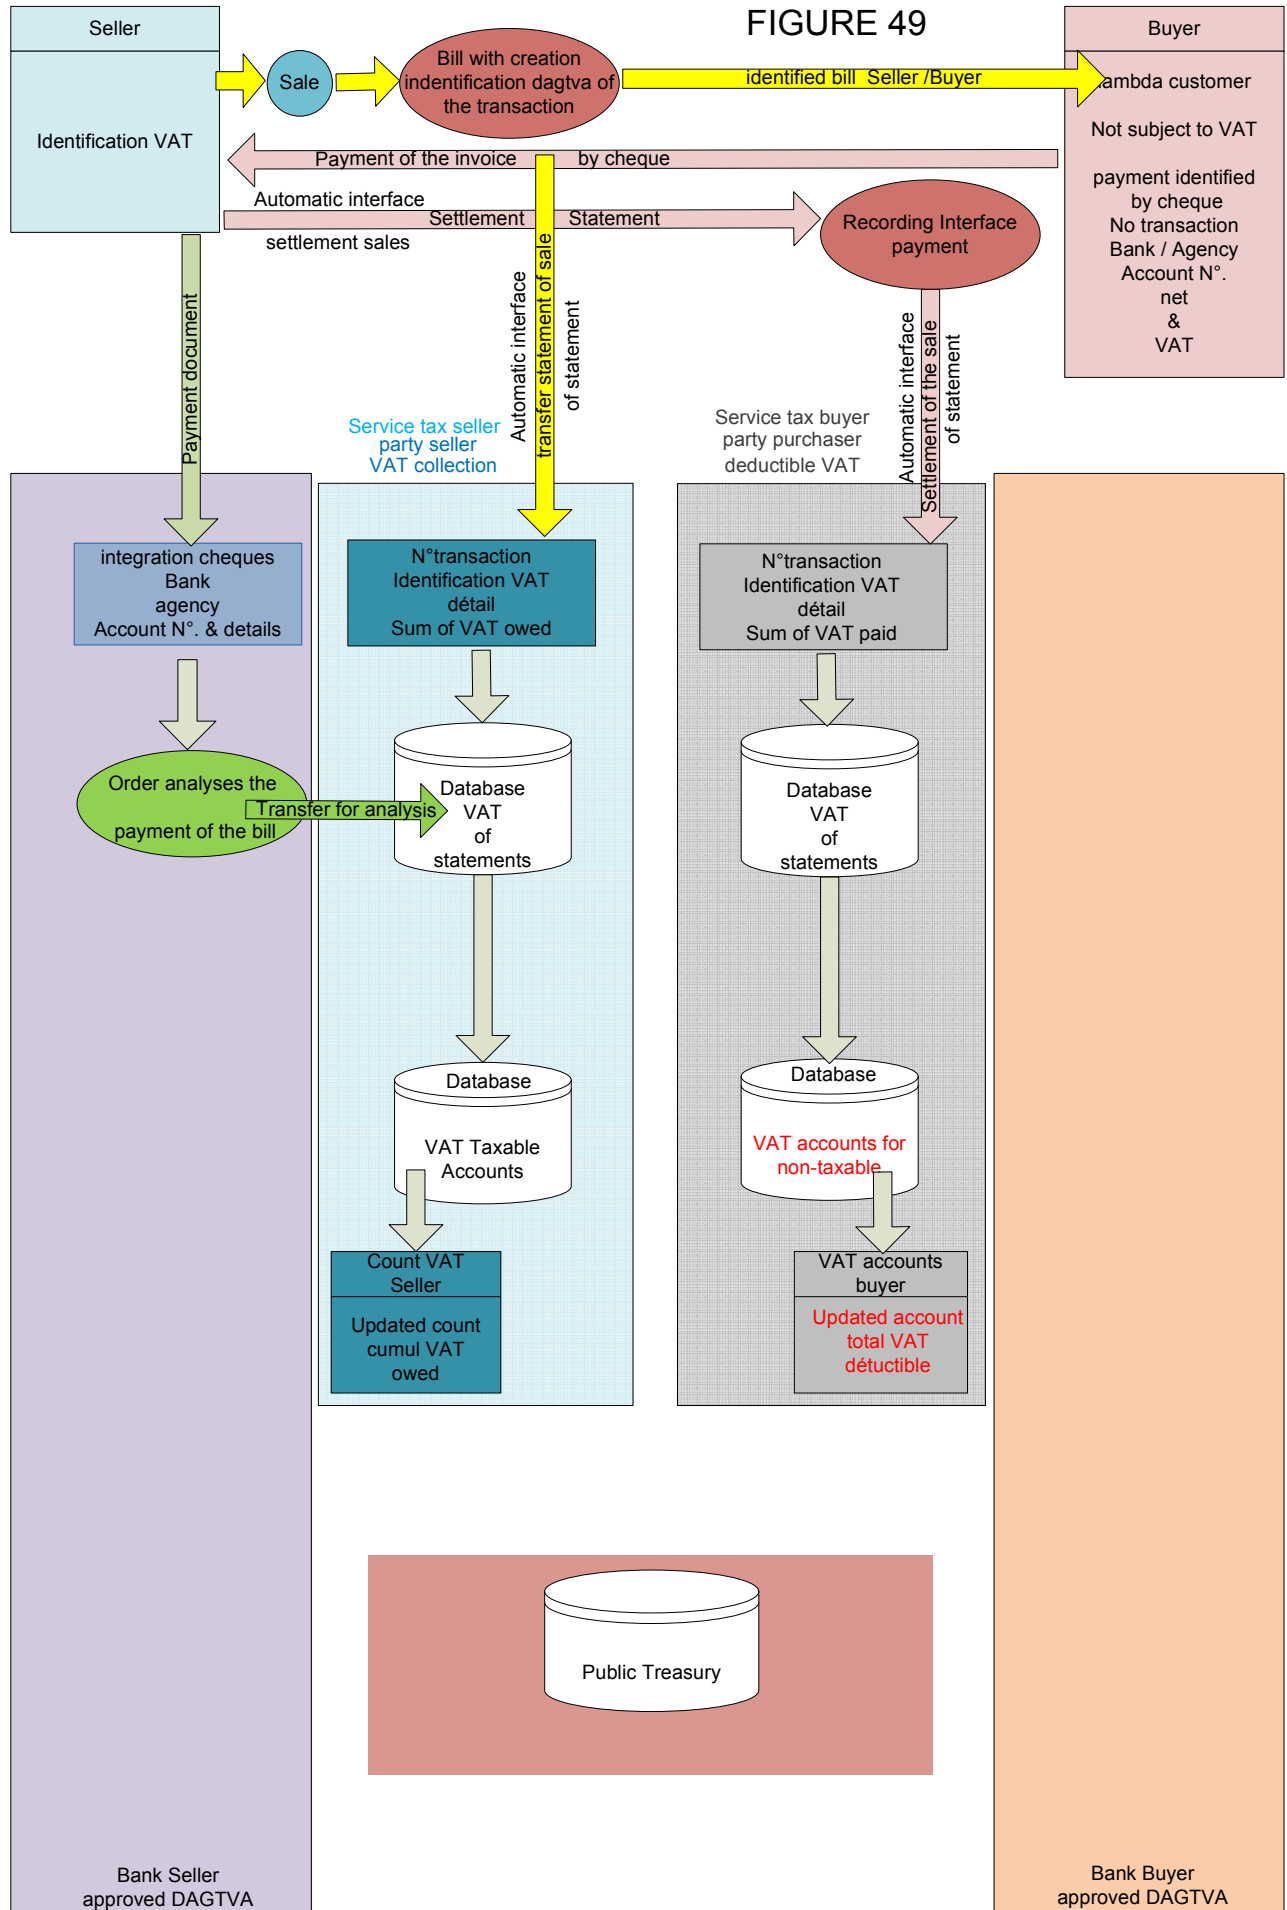 FIGURE 49
Seller
Identification VAT
Sale
Bill with creation
indentification dagtva of
the transaction
identified bill Seller /Buyer
Buyer
lambda customer
Not subject to VAT
payment identified
by cheque
No transaction
Bank / Agency
Account N°.
net
&
VAT
Payment of the invoice by cheque
Automatic interface
Settlement Statement
settlement sales
Recording Interface
payment
Payment document
Automatic interface
transfer statement of sale
of statement
Automatic interface
Settlement of the sale
of statement
Service tax seller
party seller
VAT collection
Service tax buyer
party purchaser
deductible VAT
integration cheques
Bank
agency
Account N°. & details
N°transaction
Identification VAT
détail
Sum of VAT owed
N°transaction
Identification VAT
détail
Sum of VAT paid
Order analyses the
payment of the bill
Transfer for analysis
Database
VAT
of
statements
Database
VAT
of
statements
Database
VAT Taxable
Accounts
Database
VAT accounts for
non-taxable
Count VAT
Seller
Updated count
cumul VAT
owed
VAT accounts
buyer
Updated account
total VAT
détuctible
Public Treasury
Bank Seller
approved DAGTVA
Bank Buyer
approved DAGTVA